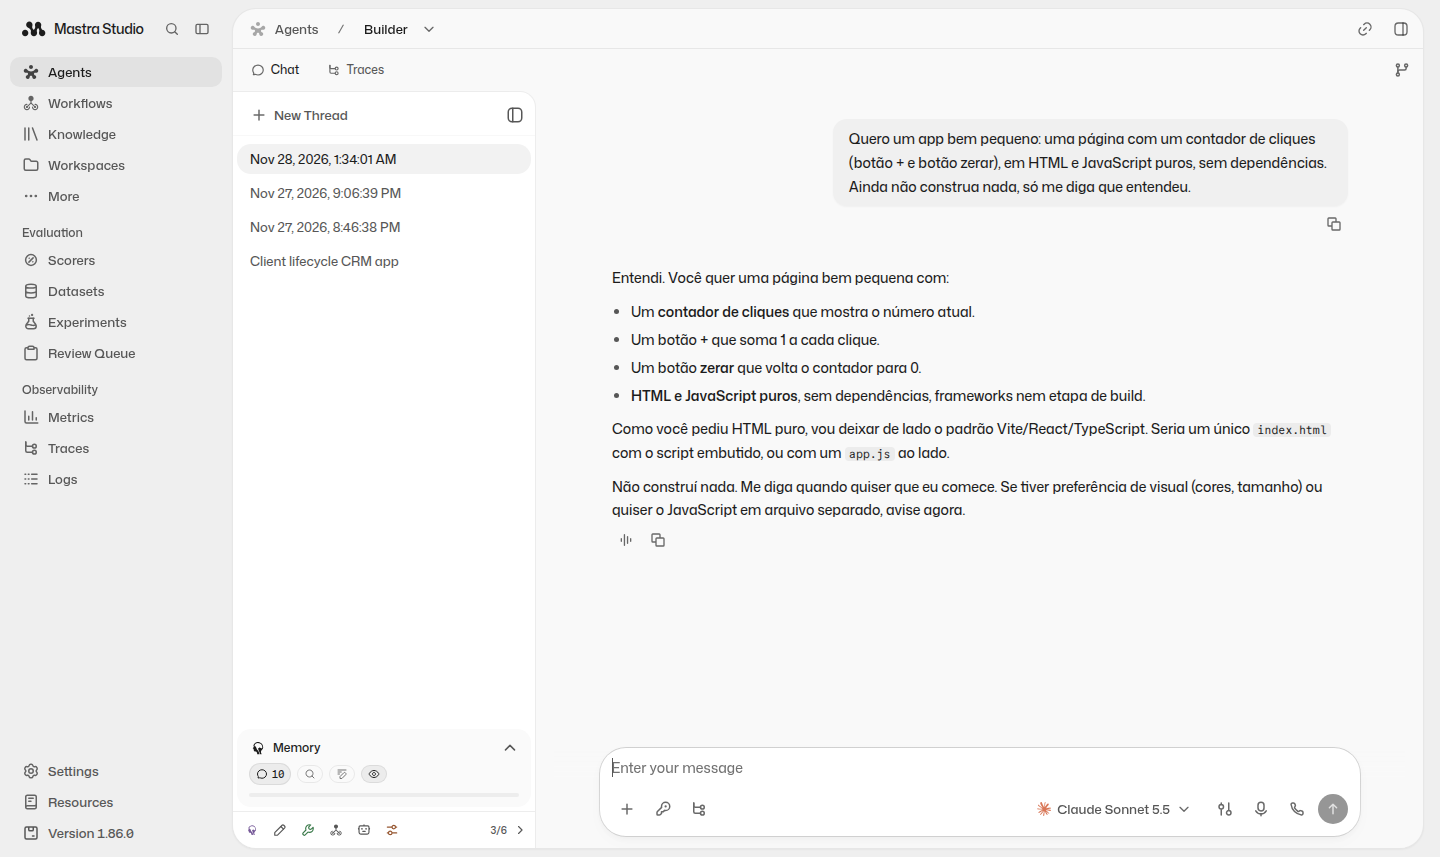 Mastra Studio
Agents
Workflows
Knowledge
Workspaces
More
Evaluation
Scorers
Datasets
Experiments
Review Queue
Observability
Metrics
Traces
Logs
Settings
Resources
Version 1.86.0
Agents / Builder
Chat
Traces
New Thread
Nov 28, 2026, 1:34:01 AM
Nov 27, 2026, 9:06:39 PM
Nov 27, 2026, 8:46:38 PM
Client lifecycle CRM app
Memory
10
3/6
Quero um app bem pequeno: uma página com um contador de cliques
(botão + e botão zerar), em HTML e JavaScript puros, sem dependências.
Ainda não construa nada, só me diga que entendeu.
Entendi. Você quer uma página bem pequena com:
• Um contador de cliques que mostra o número atual.
• Um botão + que soma 1 a cada clique.
• Um botão zerar que volta o contador para 0.
• HTML e JavaScript puros, sem dependências, frameworks nem etapa de build.
Como você pediu HTML puro, vou deixar de lado o padrão Vite/React/TypeScript. Seria um único index.html
com o script embutido, ou com um app.js ao lado.
Não construí nada. Me diga quando quiser que eu comece. Se tiver preferência de visual (cores, tamanho) ou
quiser o JavaScript em arquivo separado, avise agora.
Enter your message
Claude Sonnet 5.5